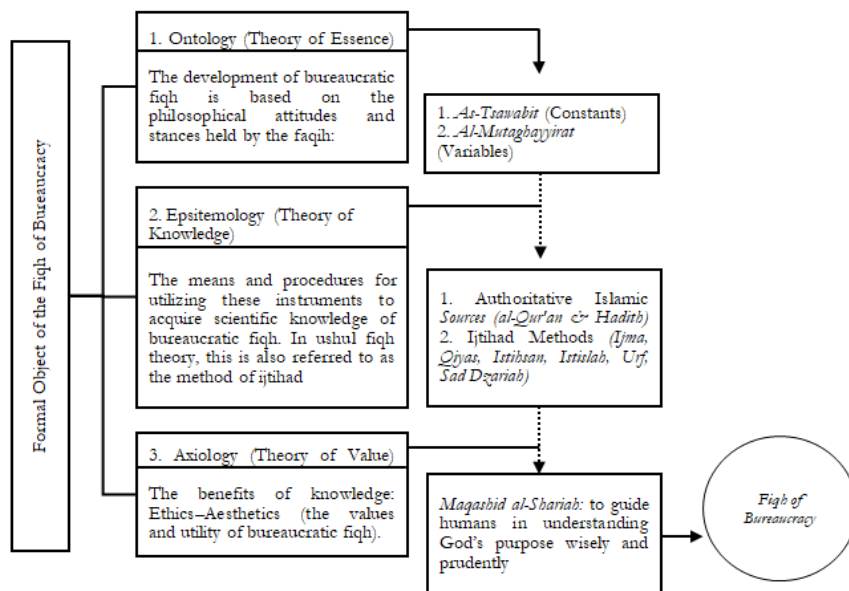 Formal Object of the Fiqh of Bureaucracy
1. Ontology (Theory of Essence)
The development of bureaucratic
fiqh is based on the
philosophical attitudes and
stances held by the faqih:
1. As-Tsawabit (Constants)
2. Al-Mutaghayyirat
(Variables)
2. Epsitemology (Theory of
Knowledge)
The means and procedures for
utilizing these instruments to
acquire scientific knowledge of
bureaucratic fiqh. In ushul fiqh
theory, this is also referred to as
the method of ijtihad
1. Authoritative Islamic
Sources (al-Qur'an & Hadith)
2. Ijtihad Methods (Ijma,
Qiyas, Istihsan, Istislah, Urf,
Sad Dzariah)
3. Axiology (Theory of Value)
The benefits of knowledge:
Ethics–Aesthetics (the values
and utility of bureaucratic fiqh).
Maqashid al-Shariah: to guide
humans in understanding
God's purpose wisely and
prudently
Fiqh of
Bureaucracy